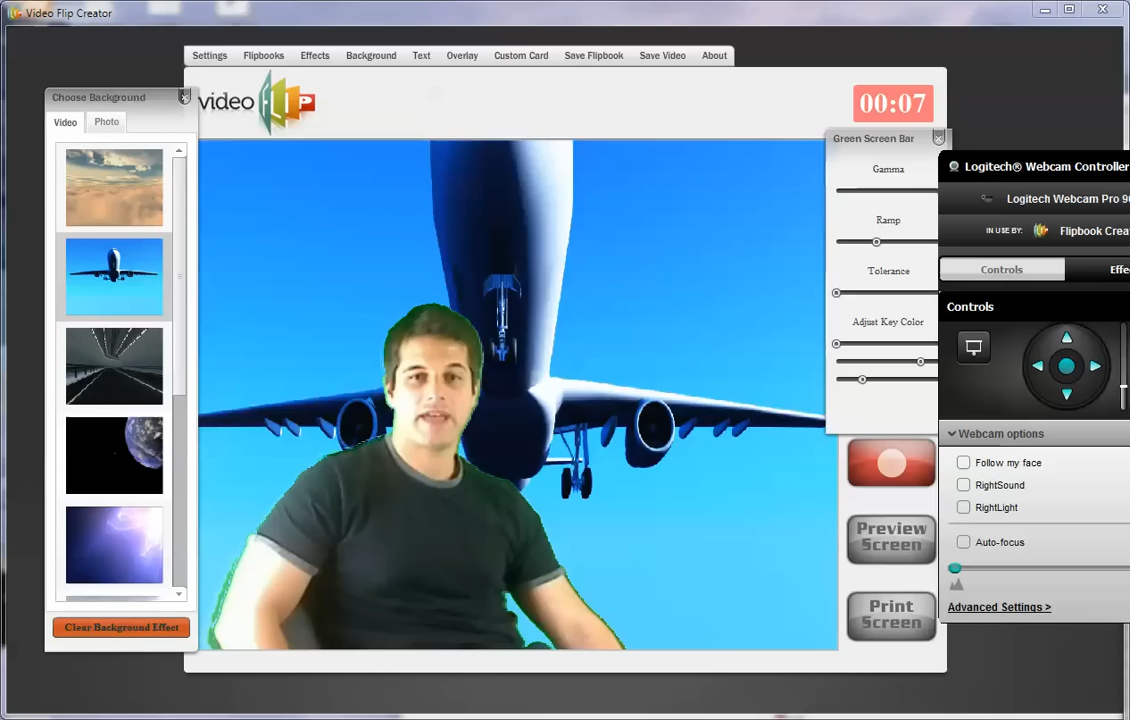 Video Flip Creator
Settings Flipbooks Effects Background Text Overlay Custom Card Save Flipbook Save Video About
Choose Background
Video Photo
video FLIP
00:07
Green Screen Bar
Gamma
Ramp
Tolerance
Adjust Key Color
Logitech® Webcam Controller
Logitech Webcam Pro 90
IN USE BY: Flipbook Crea
Controls Effe
Controls
Webcam options
Follow my face
RightSound
RightLight
Auto-focus
Advanced Settings >
Preview
Screen
Print
Screen
Clear Background Effect